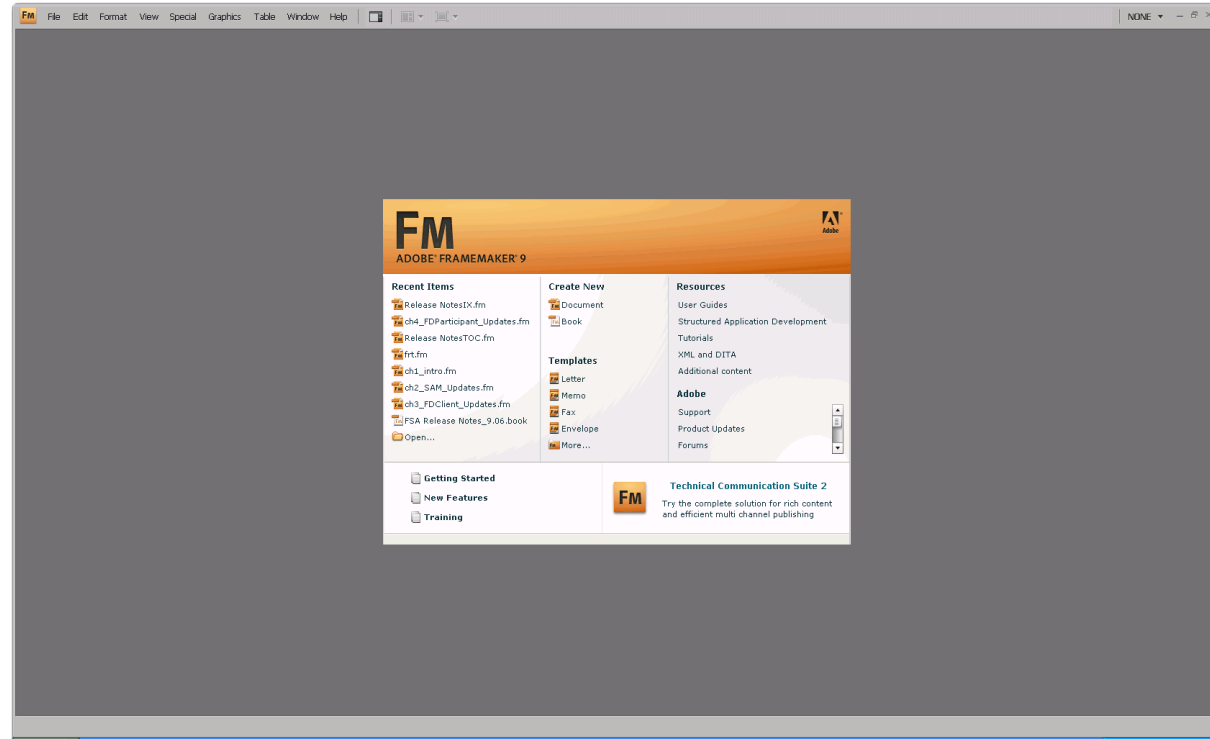 FM File Edit Format View Special Graphics Table Window Help NONE
FM
ADOBE® FRAMEMAKER® 9
Adobe
Recent Items
Release NotesIX.fm
ch4_FDParticipant_Updates.fm
Release NotesTOC.fm
frt.fm
ch1_intro.fm
ch2_SAM_Updates.fm
ch3_FDClient_Updates.fm
FSA Release Notes_9.06.book
Open...
Create New
Document
Book
Templates
Letter
Memo
Fax
Envelope
More...
Resources
User Guides
Structured Application Development
Tutorials
XML and DITA
Additional content
Adobe
Support
Product Updates
Forums
Getting Started
New Features
Training
FM
Technical Communication Suite 2
Try the complete solution for rich content
and efficient multi channel publishing